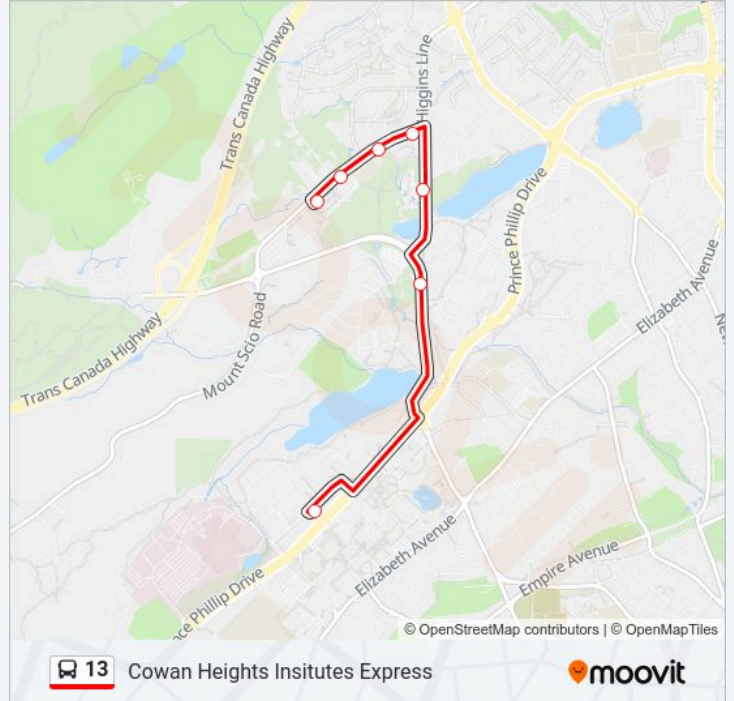 Higgins Line
Trans Canada Highway
Prince Phillip Drive
Elizabeth Avenue
Mount Scio Road
Trans Canada Highway
Elizabeth Avenue
Empire Avenue
nce Phillip Drive
© OpenStreetMap contributors | © OpenMapTiles
13 Cowan Heights Insitutes Express
moovit